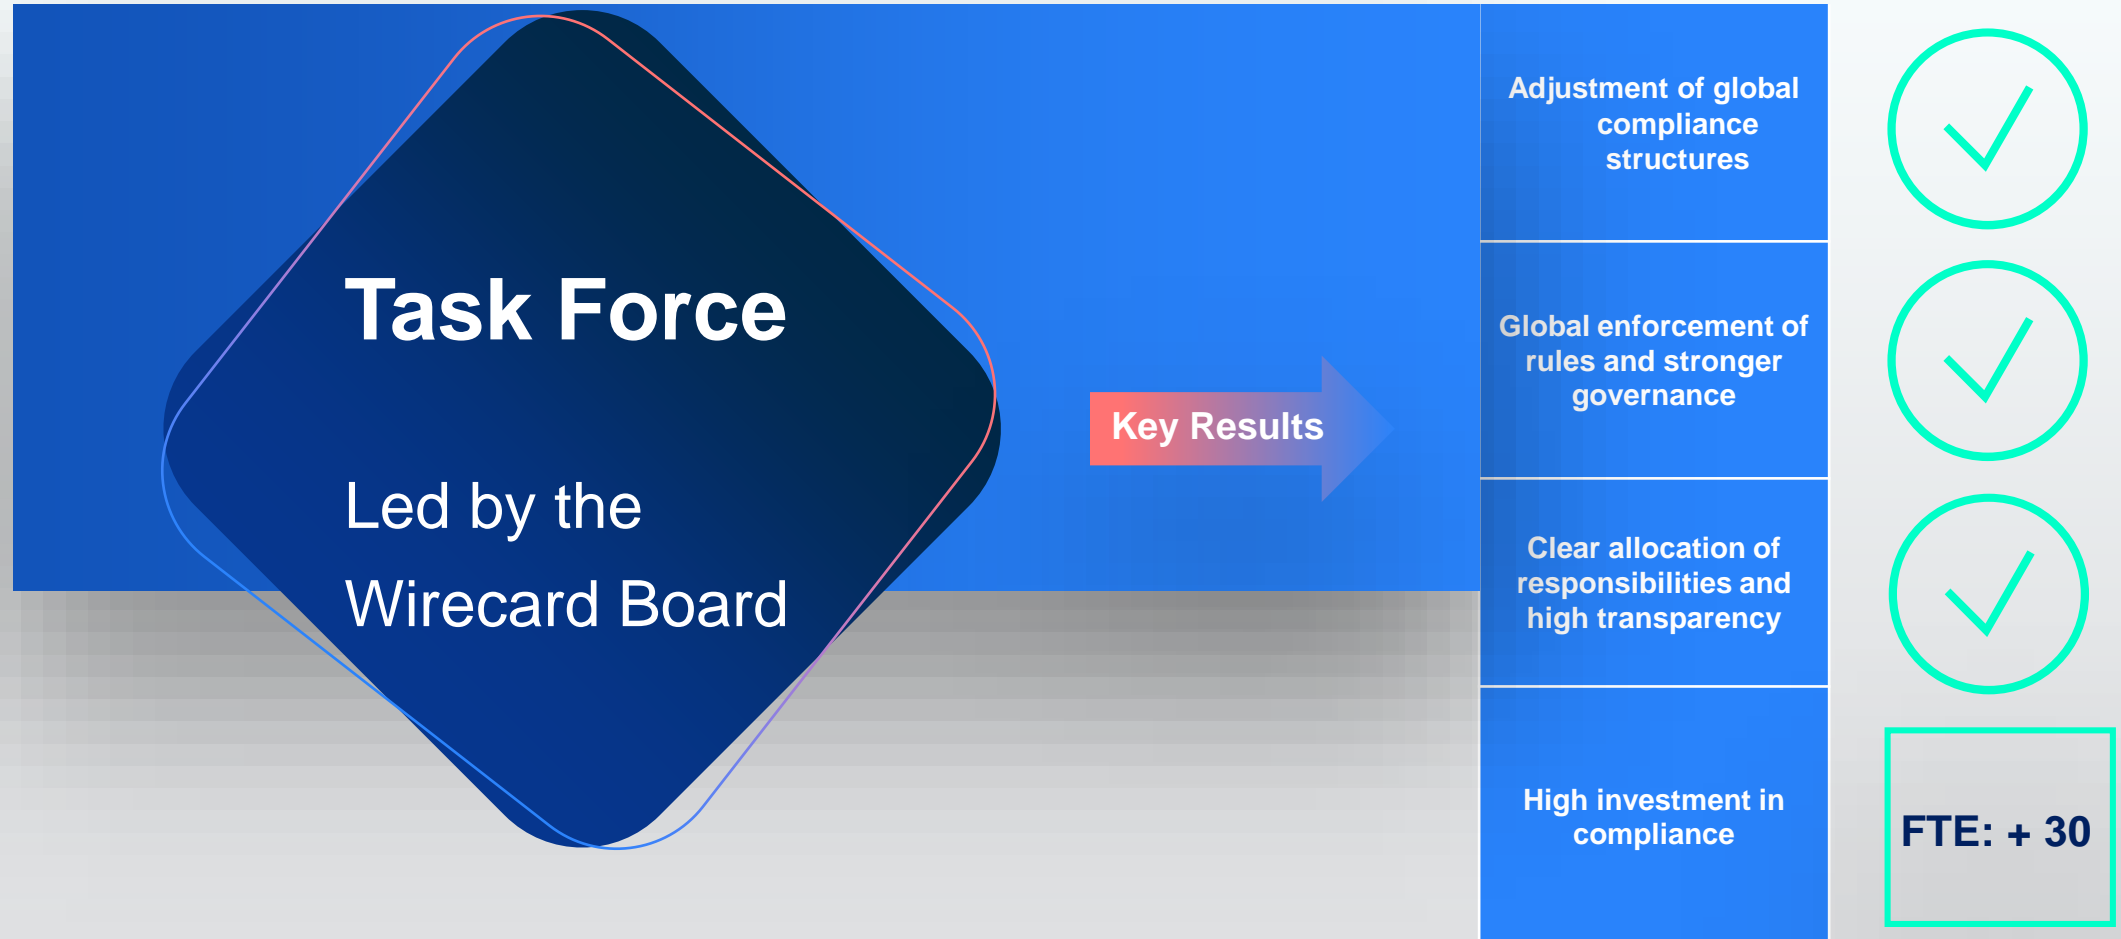 Task Force
Led by the
Wirecard Board
Key Results
Adjustment of global
compliance
structures
Global enforcement of
rules and stronger
governance
Clear allocation of
responsibilities and
high transparency
High investment in
compliance
FTE: + 30